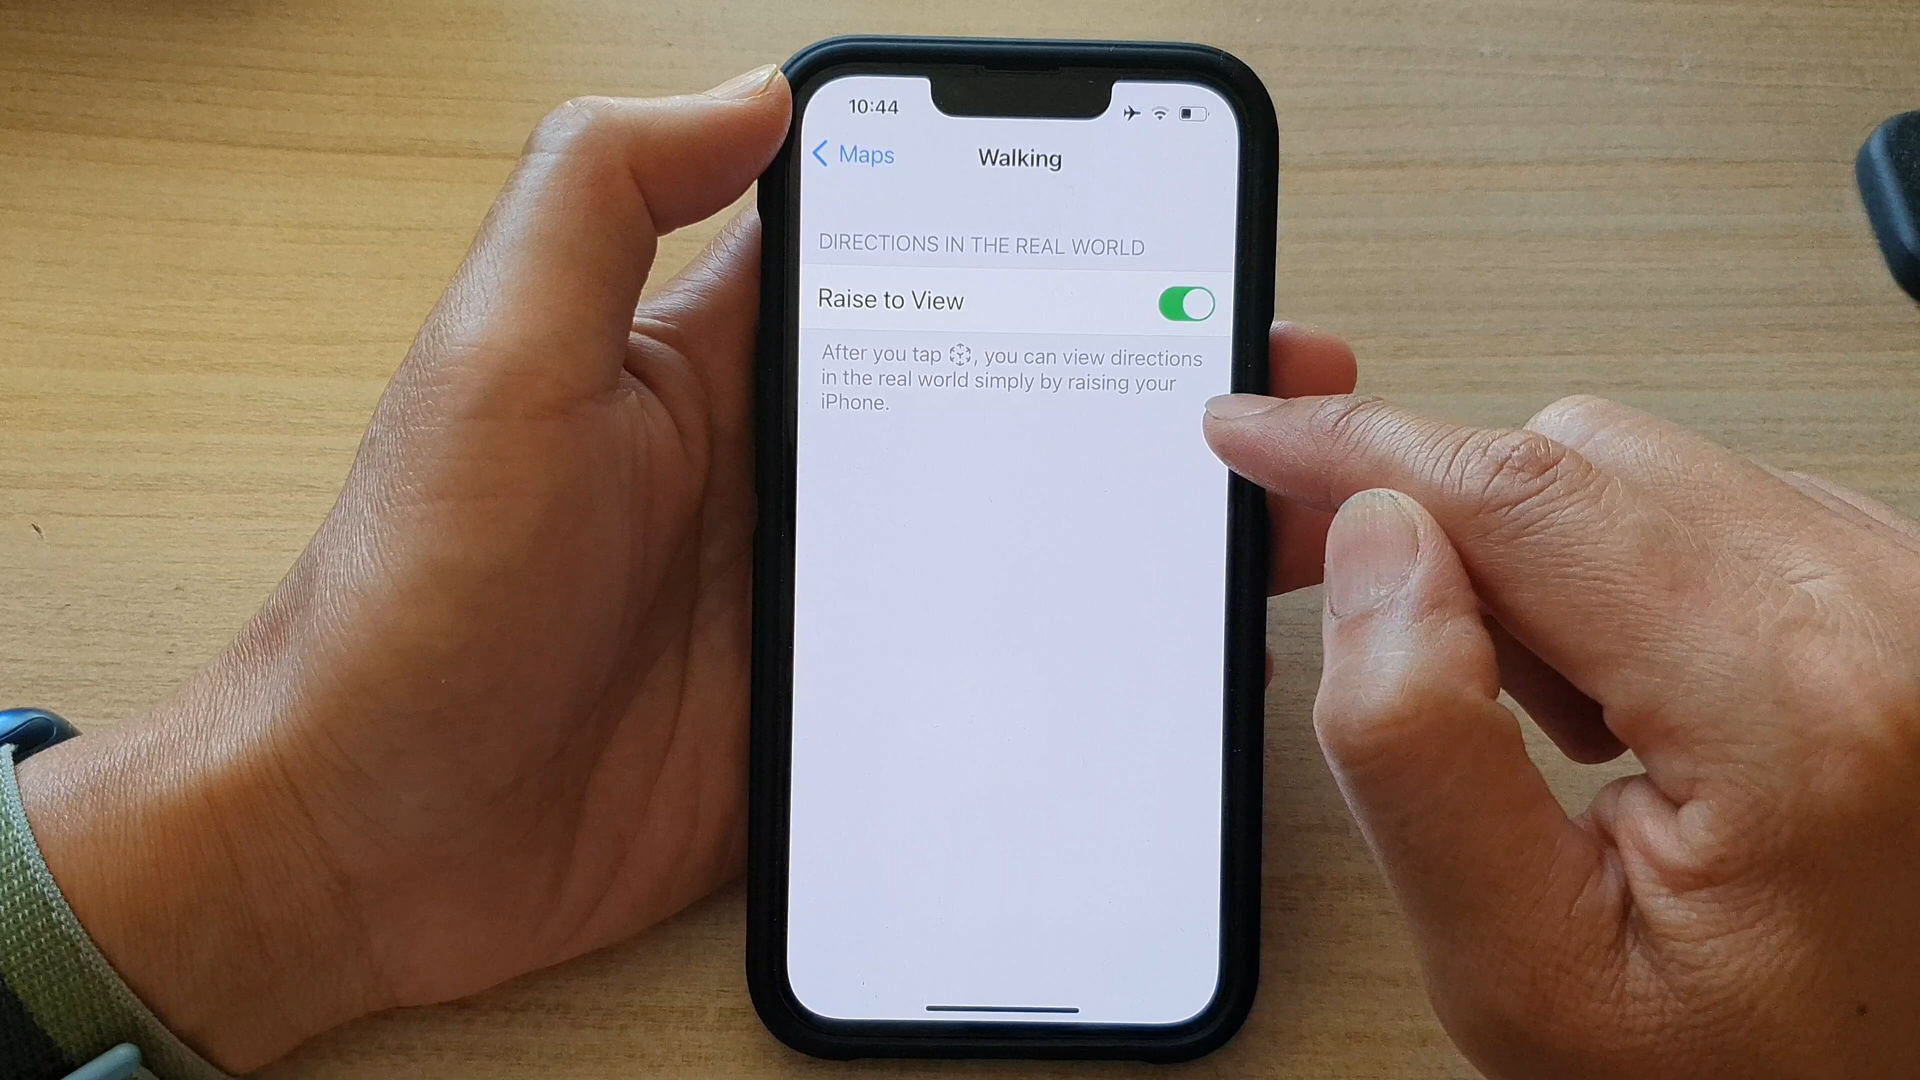 10:44
Maps
Walking
DIRECTIONS IN THE REAL WORLD
Raise to View
After you tap , you can view directions
in the real world simply by raising your
iPhone.